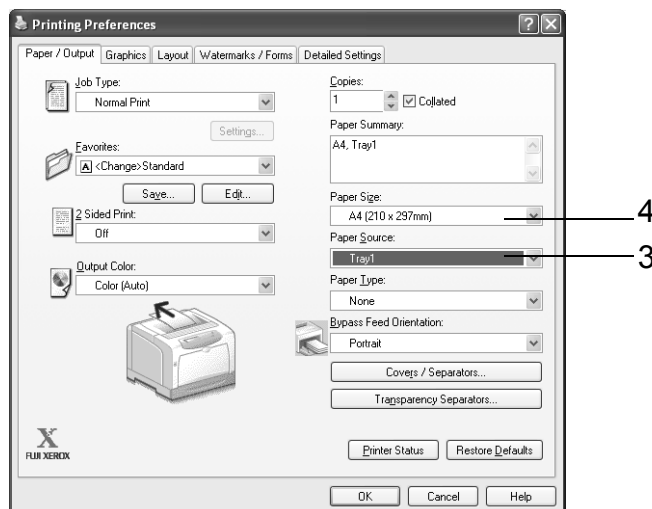 Printing Preferences
Paper / Output Graphics Layout Watermarks / Forms Detailed Settings
Job Type:
Normal Print
Settings...
Favorites:
A <Change>Standard
Save... Edit...
2 Sided Print:
Off
Output Color:
Color (Auto)
X
FUJI XEROX
Copies:
1 Collated
Paper Summary:
A4, Tray1
Paper Size:
A4 (210 x 297mm)
4
Paper Source:
Tray1
3
Paper Type:
None
Bypass Feed Orientation:
Portrait
Covers / Separators...
Transparency Separators...
Printer Status Restore Defaults
OK Cancel Help